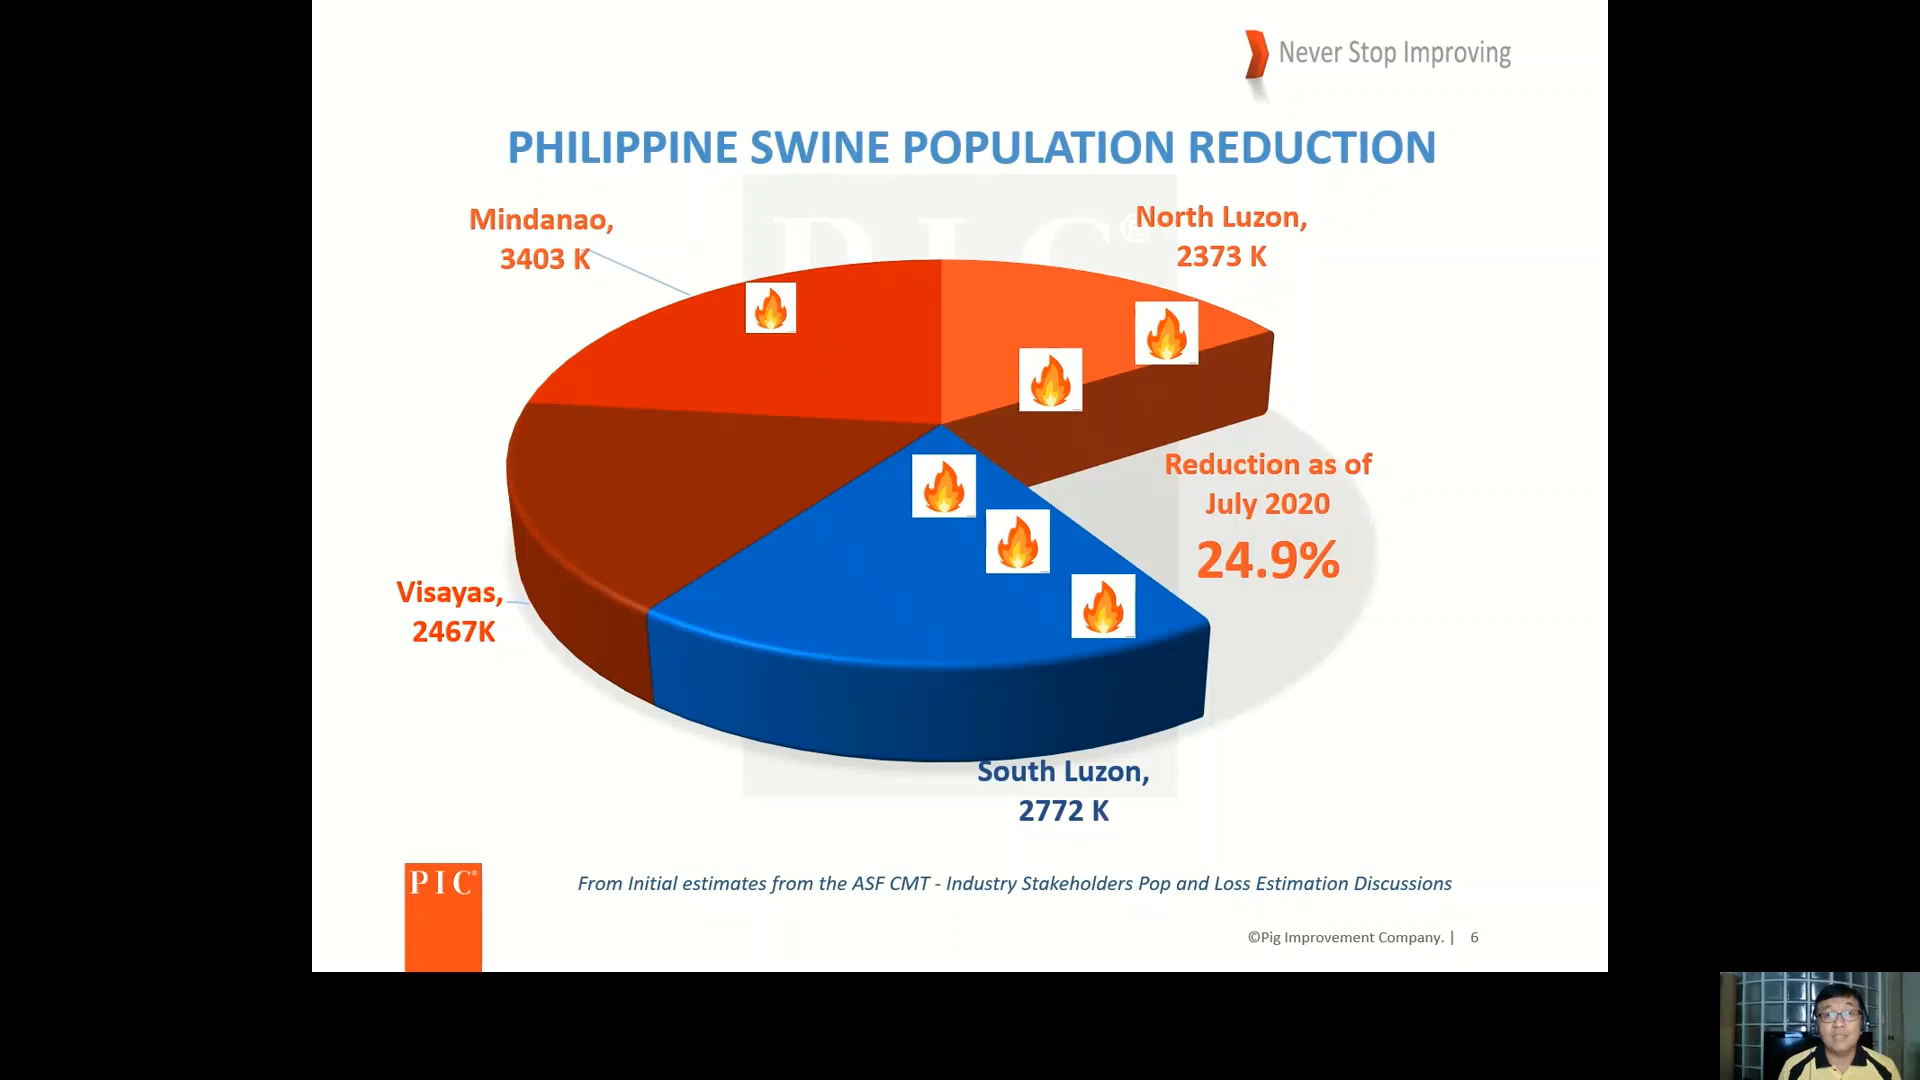 Never Stop Improving
PHILIPPINE SWINE POPULATION REDUCTION
Mindanao,
3403 K
North Luzon,
2373 K
PIC®
Reduction as of
July 2020
24.9%
Visayas,
2467K
South Luzon,
2772 K
PIC®
From Initial estimates from the ASF CMT - Industry Stakeholders Pop and Loss Estimation Discussions
©Pig Improvement Company. | 6